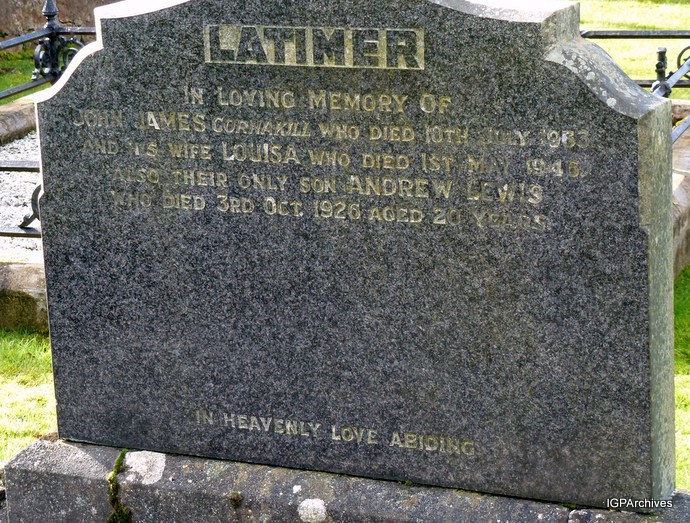 LATIMER
IN LOVING MEMORY OF
JOHN JAMES CORNAKILL WHO DIED 10TH JULY
AND HIS WIFE LOUISA WHO DIED 1ST MAY
ALSO THEIR ONLY SON ANDREW LEWIS
WHO DIED 3RD OCT. 1926 AGED 20 YEARS.
IN HEAVENLY LOVE ABIDING
IGPArchives